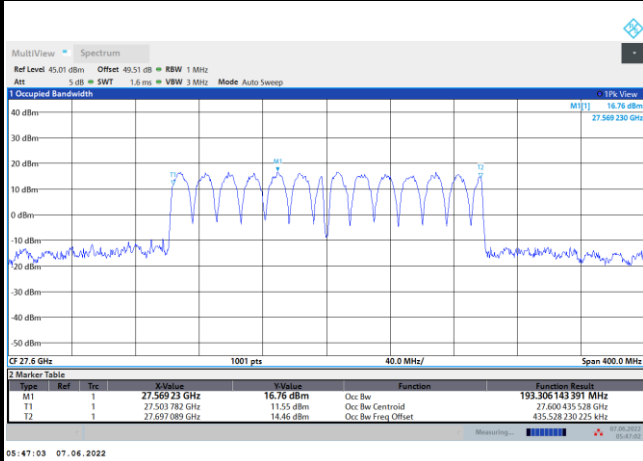 MultiView Spectrum
Ref Level 45.01 dBm Offset 49.51 dB RBW 1 MHz
Att 5 dB SWT 1.6 ms VBW 3 MHz Mode Auto Sweep
1 Occupied Bandwidth 1Pk View
M1[1] 16.76 dBm
27.569 230 GHz
40 dBm
30 dBm
20 dBm
T1 M1 T2
10 dBm
0 dBm
-10 dBm
-20 dBm
-30 dBm
-40 dBm
-50 dBm
CF 27.6 GHz 1001 pts 40.0 MHz/ Span 400.0 MHz
2 Marker Table
Type Ref Trc X-Value Y-Value Function Function Result
M1 1 27.569 23 GHz 16.76 dBm Occ Bw 193.306 143 391 MHz
T1 1 27.503 782 GHz 11.55 dBm Occ Bw Centroid 27.600 435 528 GHz
T2 1 27.697 089 GHz 14.46 dBm Occ Bw Freq Offset 435.528 230 225 kHz
Measuring... 07.06.2022
05:47:02
05:47:03 07.06.2022